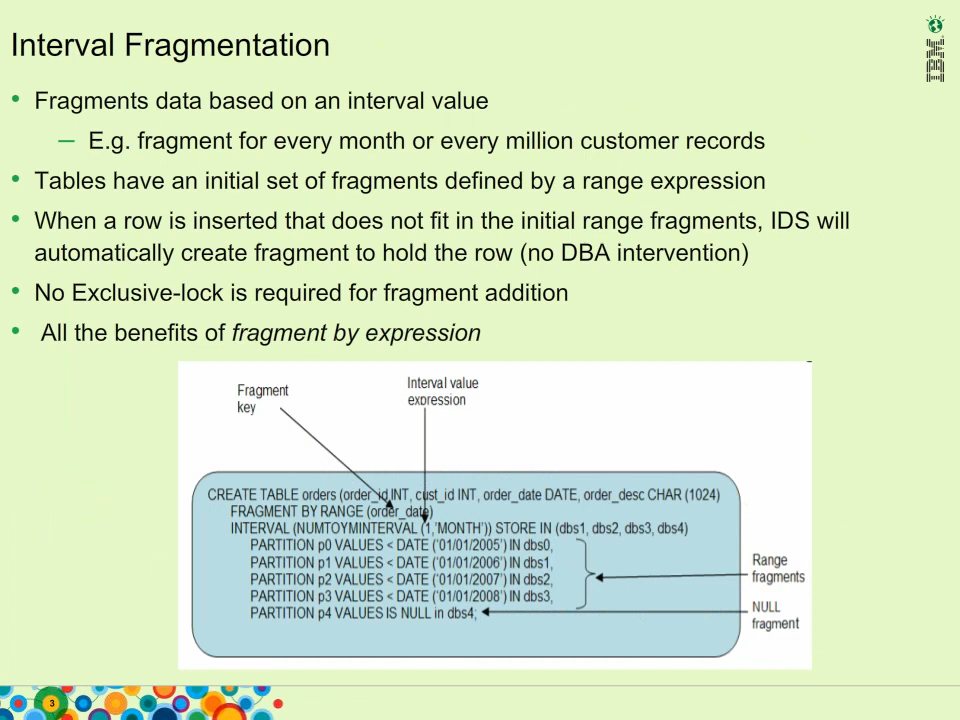 Interval Fragmentation
IBM
• Fragments data based on an interval value
– E.g. fragment for every month or every million customer records
• Tables have an initial set of fragments defined by a range expression
• When a row is inserted that does not fit in the initial range fragments, IDS will
automatically create fragment to hold the row (no DBA intervention)
• No Exclusive-lock is required for fragment addition
• All the benefits of fragment by expression
Fragment
key
Interval value
expression
CREATE TABLE orders (order_id INT, cust_id INT, order_date DATE, order_desc CHAR (1024)
FRAGMENT BY RANGE (order_date)
INTERVAL (NUMTOYMINTERVAL (1,'MONTH')) STORE IN (dbs1, dbs2, dbs3, dbs4)
PARTITION p0 VALUES < DATE ('01/01/2005') IN dbs0,
PARTITION p1 VALUES < DATE ('01/01/2006') IN dbs1,
PARTITION p2 VALUES < DATE ('01/01/2007') IN dbs2,
PARTITION p3 VALUES < DATE ('01/01/2008') IN dbs3,
PARTITION p4 VALUES IS NULL in dbs4;
Range
fragments
NULL
fragment
3